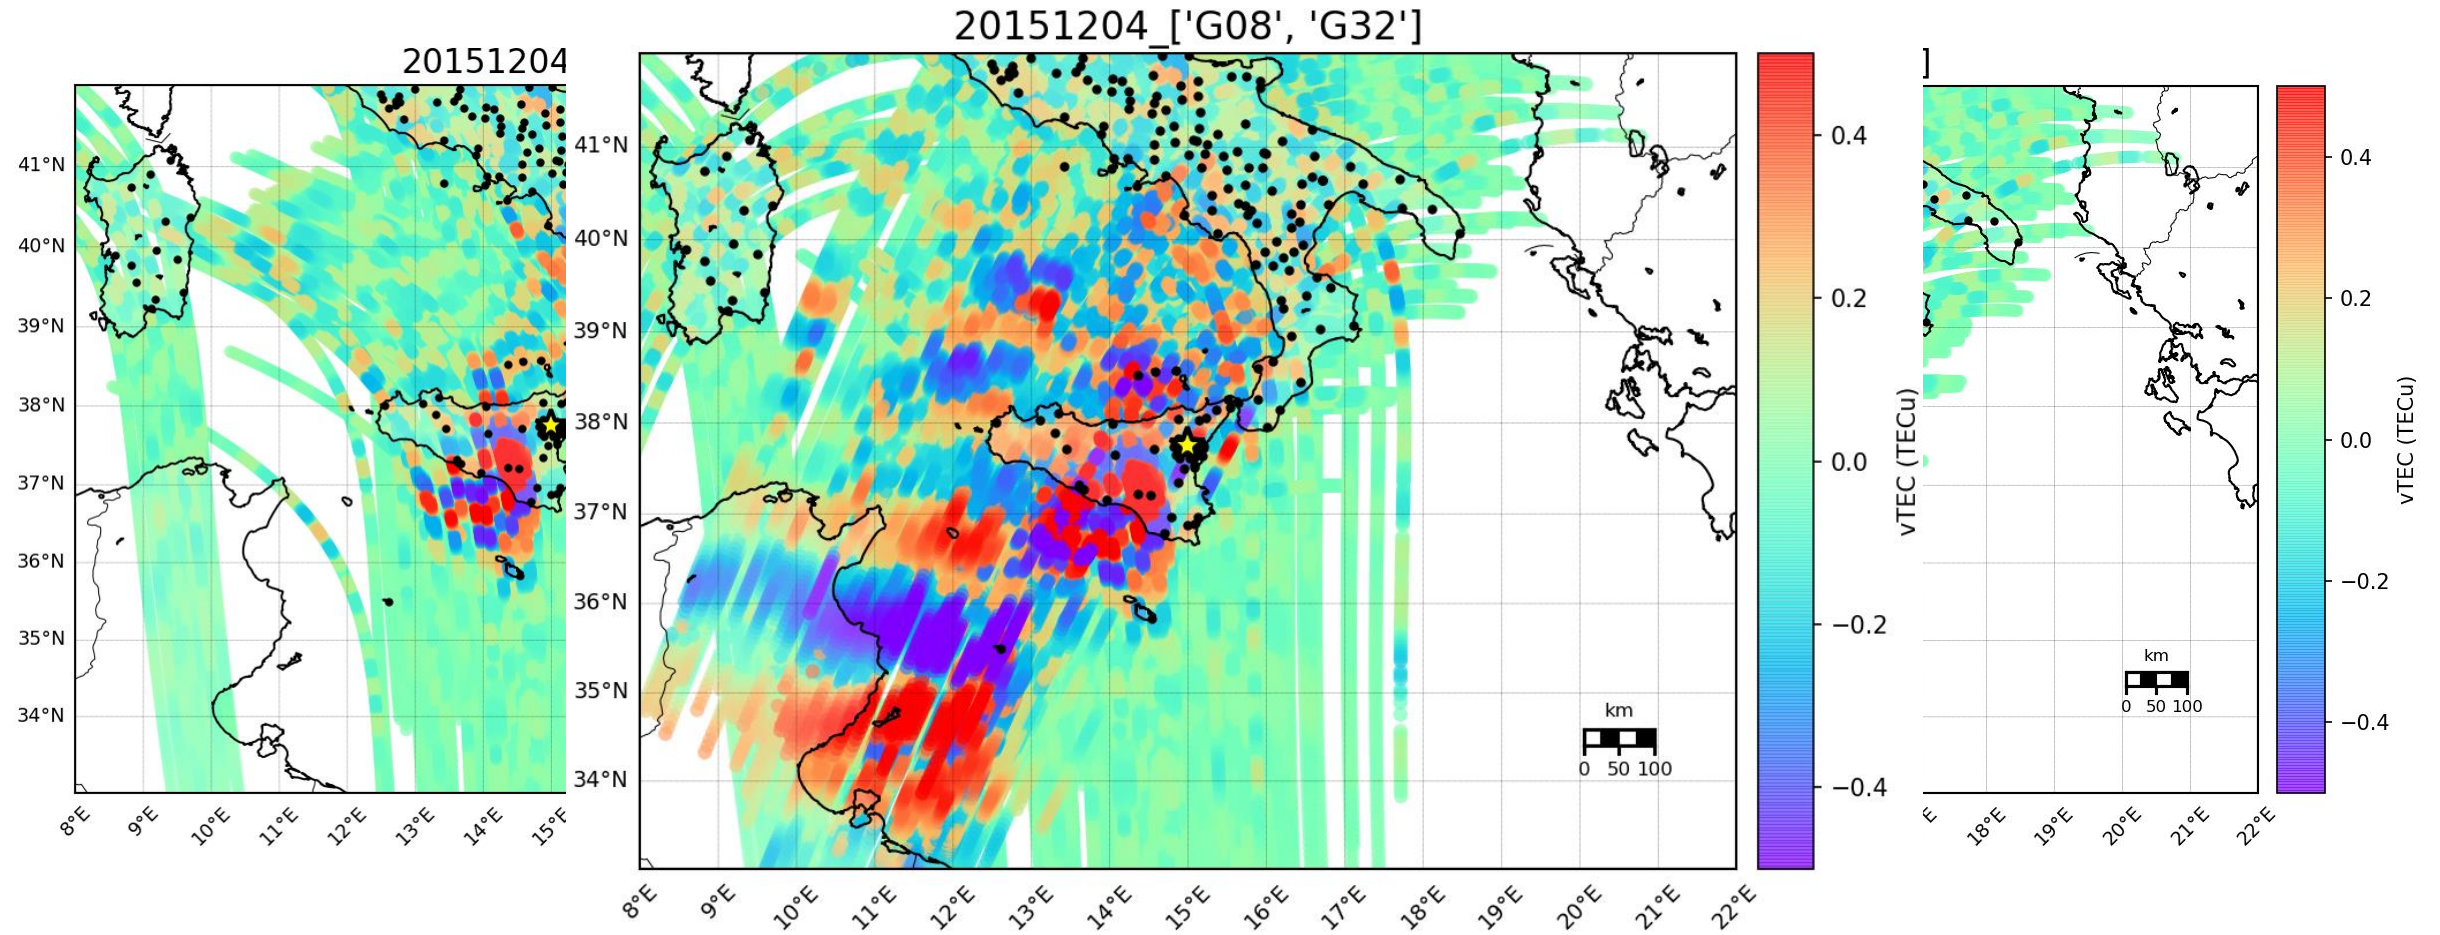 20151204_['G08', 'G32']
20151204
]
41°N
40°N
39°N
38°N
37°N
36°N
35°N
34°N
8°E
9°E
10°E
11°E
12°E
13°E
14°E
15°
41°N
40°N
39°N
38°N
37°N
36°N
35°N
34°N
8°E
9°E
10°E
11°E
12°E
13°E
14°E
15°E
16°E
17°E
18°E
19°E
20°E
21°E
22°E
km
0 50 100
0.4
0.2
0.0
−0.2
−0.4
vTEC (TECu)
km
0 50 100
°E
18°E
19°E
20°E
21°E
22°E
0.4
0.2
0.0
−0.2
−0.4
vTEC (TECu)